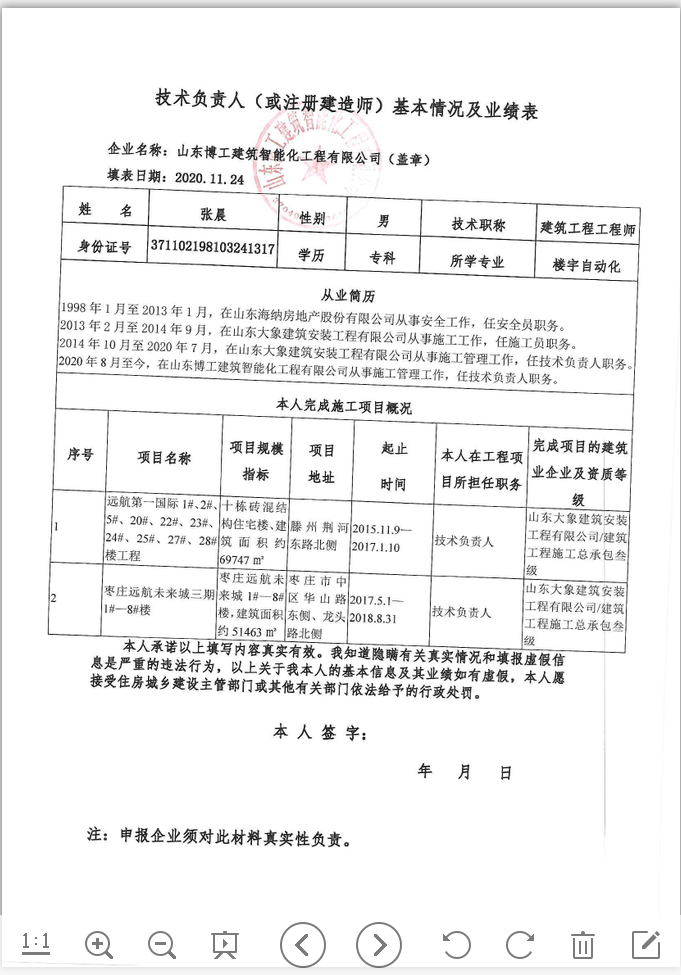 技术负责人（或注册建造师）基本情况及业绩表
企业名称：山东博工建筑智能化工程有限公司（盖章）
填表日期：2020.11.24
姓　名 张晨 性别 男 技术职称 建筑工程工程师
身份证号 371102198103241317 学历 专科 所学专业 楼宇自动化
从业简历
1998年1月至2013年1月，在山东海纳房地产股份有限公司从事安全工作，任安全员职务。
2013年2月至2014年9月，在山东大象建筑安装工程有限公司从事施工工作，任施工员职务。
2014年10月至2020年7月，在山东大象建筑安装工程有限公司从事施工管理工作，任技术负责人职务。
2020年8月至今，在山东博工建筑智能化工程有限公司从事施工管理工作，任技术负责人职务。
本人完成施工项目概况
序号
项目名称
项目规模
指标
项目
地址
起止
时间
本人在工程项
目所担任职务
完成项目的建筑
业企业及资质等
级
1
远航第一国际1#、2#、
5#、20#、22#、23#、
24#、25#、27#、28#
楼工程
十栋砖混结
构住宅楼、建
筑面积约
69747㎡
滕州荆河
东路北侧
2015.11.9—
2017.1.10
技术负责人
山东大象建筑安装
工程有限公司/建筑
工程施工总承包叁
级
2
枣庄远航未来城三期
1#—8#楼
枣庄远航未
来城1#—8#
楼，建筑面积
约51463㎡
枣庄市中
区华山路
东侧、龙头
路北侧
2017.5.1—
2018.8.31
技术负责人
山东大象建筑安装
工程有限公司/建筑
工程施工总承包叁
级
本人承诺以上填写内容真实有效。我知道隐瞒有关真实情况和填报虚假信
息是严重的违法行为，以上关于我本人的基本信息及其业绩如有虚假，本人愿
接受住房城乡建设主管部门或其他有关部门依法给予的行政处罚。
本 人 签 字：
年　月　日
注：申报企业须对此材料真实性负责。
1:1